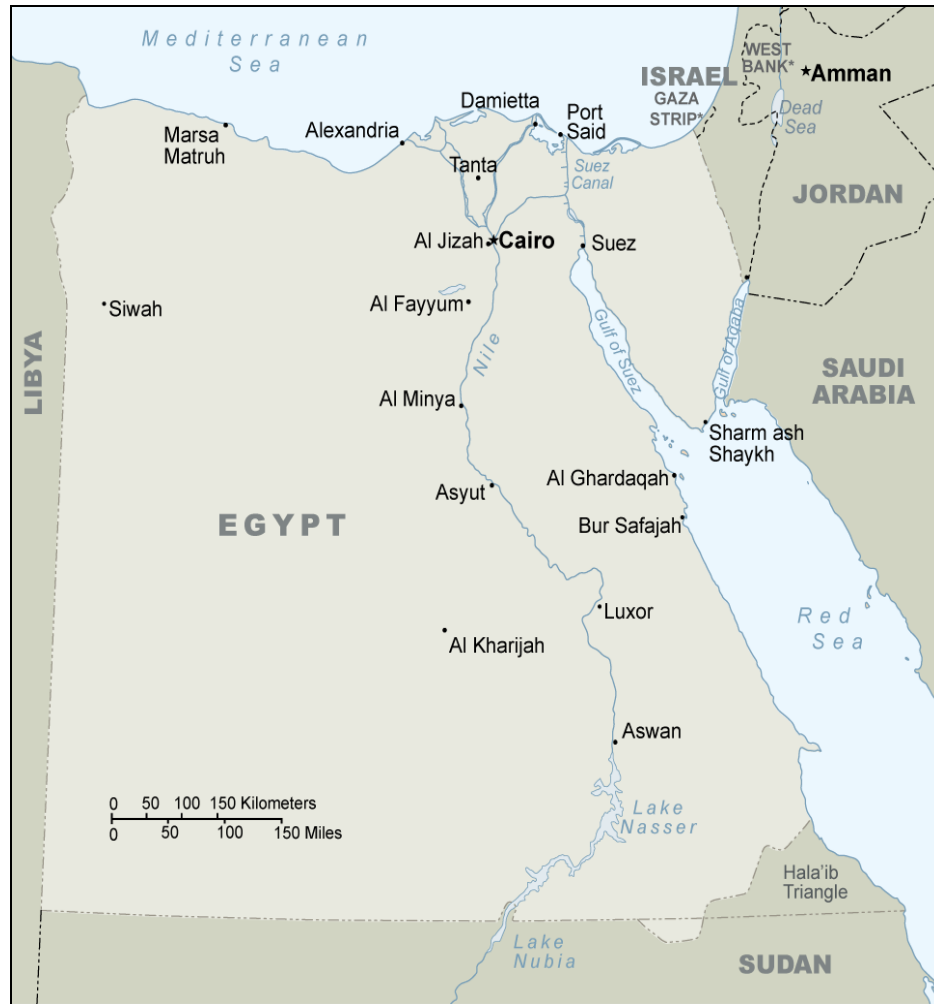 Mediterranean
Sea
WEST
BANK*
Amman
ISRAEL
GAZA
STRIP*
Dead
Sea
Damietta
Port
Said
Alexandria
Marsa
Matruh
Tanta
Suez
Canal
JORDAN
Al Jizah
Cairo
Suez
Siwah
Al Fayyum
Nile
Gulf of Suez
Gulf of Aqaba
LIBYA
SAUDI
ARABIA
Al Minya
Sharm ash
Shaykh
Al Ghardaqah
Asyut
EGYPT
Bur Safajah
Luxor
Red
Sea
Al Kharijah
Aswan
0 50 100 150 Kilometers
0 50 100 150 Miles
Lake
Nasser
Hala'ib
Triangle
Lake
Nubia
SUDAN